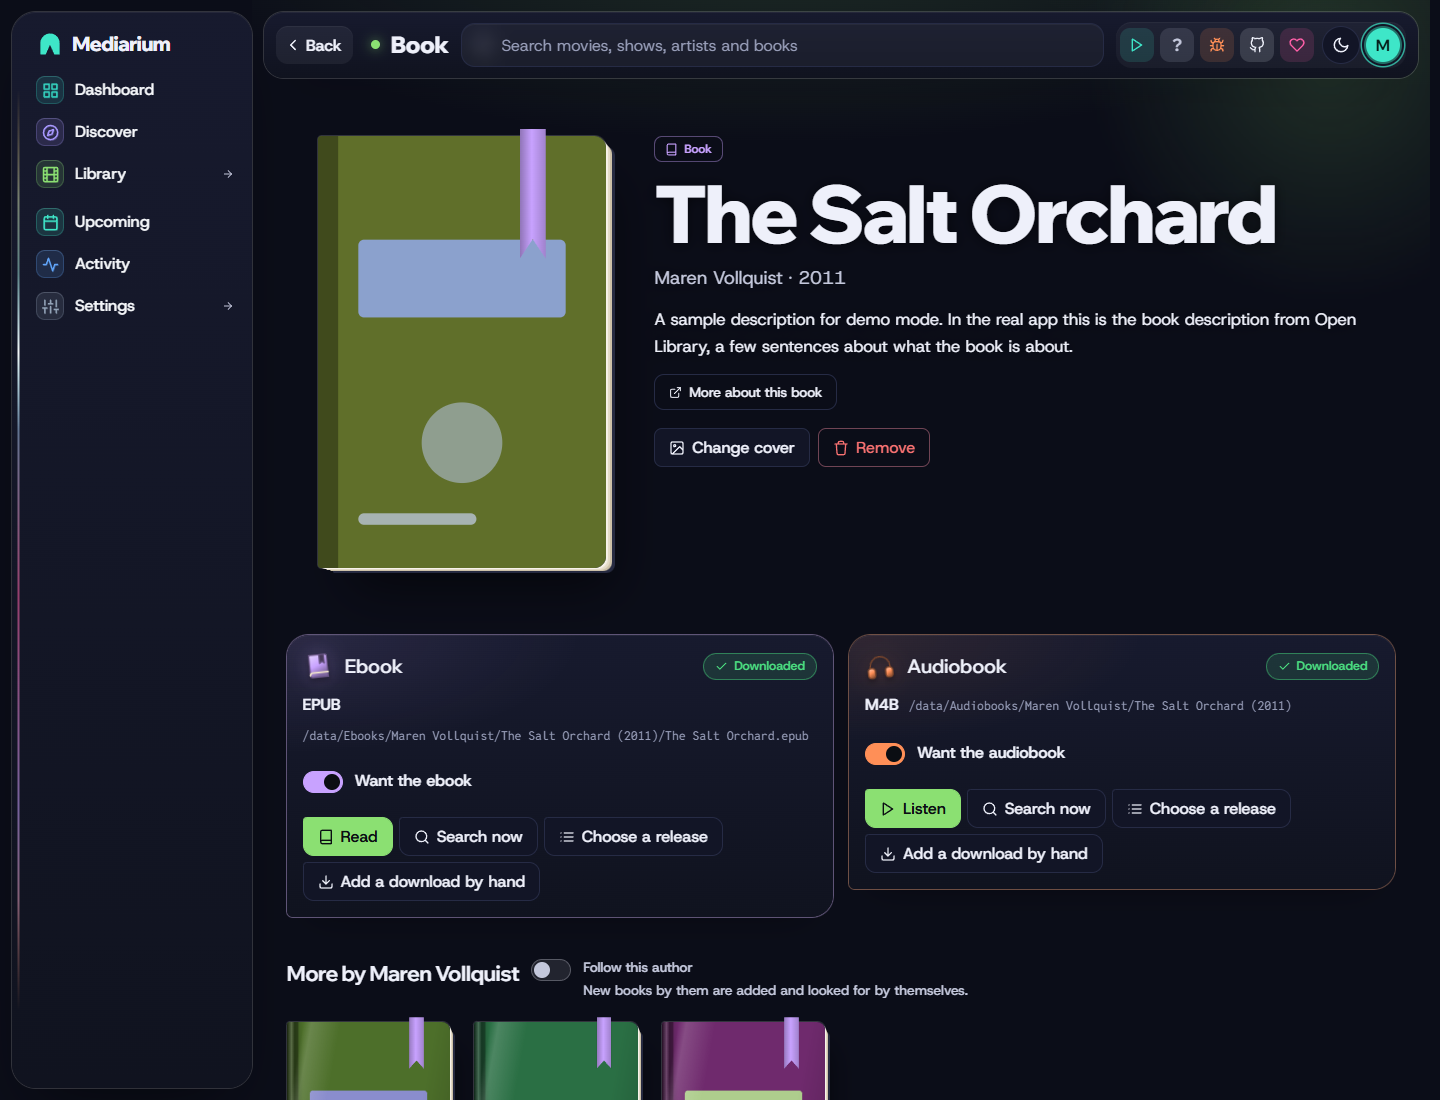 Mediarium
Dashboard
Discover
Library
Upcoming
Activity
Settings
Back
Book
Search movies, shows, artists and books
?
M
Book
The Salt Orchard
Maren Vollquist · 2011
A sample description for demo mode. In the real app this is the book description from Open
Library, a few sentences about what the book is about.
More about this book
Change cover
Remove
Ebook
Downloaded
EPUB
/data/Ebooks/Maren Vollquist/The Salt Orchard (2011)/The Salt Orchard.epub
Want the ebook
Read
Search now
Choose a release
Add a download by hand
Audiobook
Downloaded
M4B /data/Audiobooks/Maren Vollquist/The Salt Orchard (2011)
Want the audiobook
Listen
Search now
Choose a release
Add a download by hand
More by Maren Vollquist
Follow this author
New books by them are added and looked for by themselves.